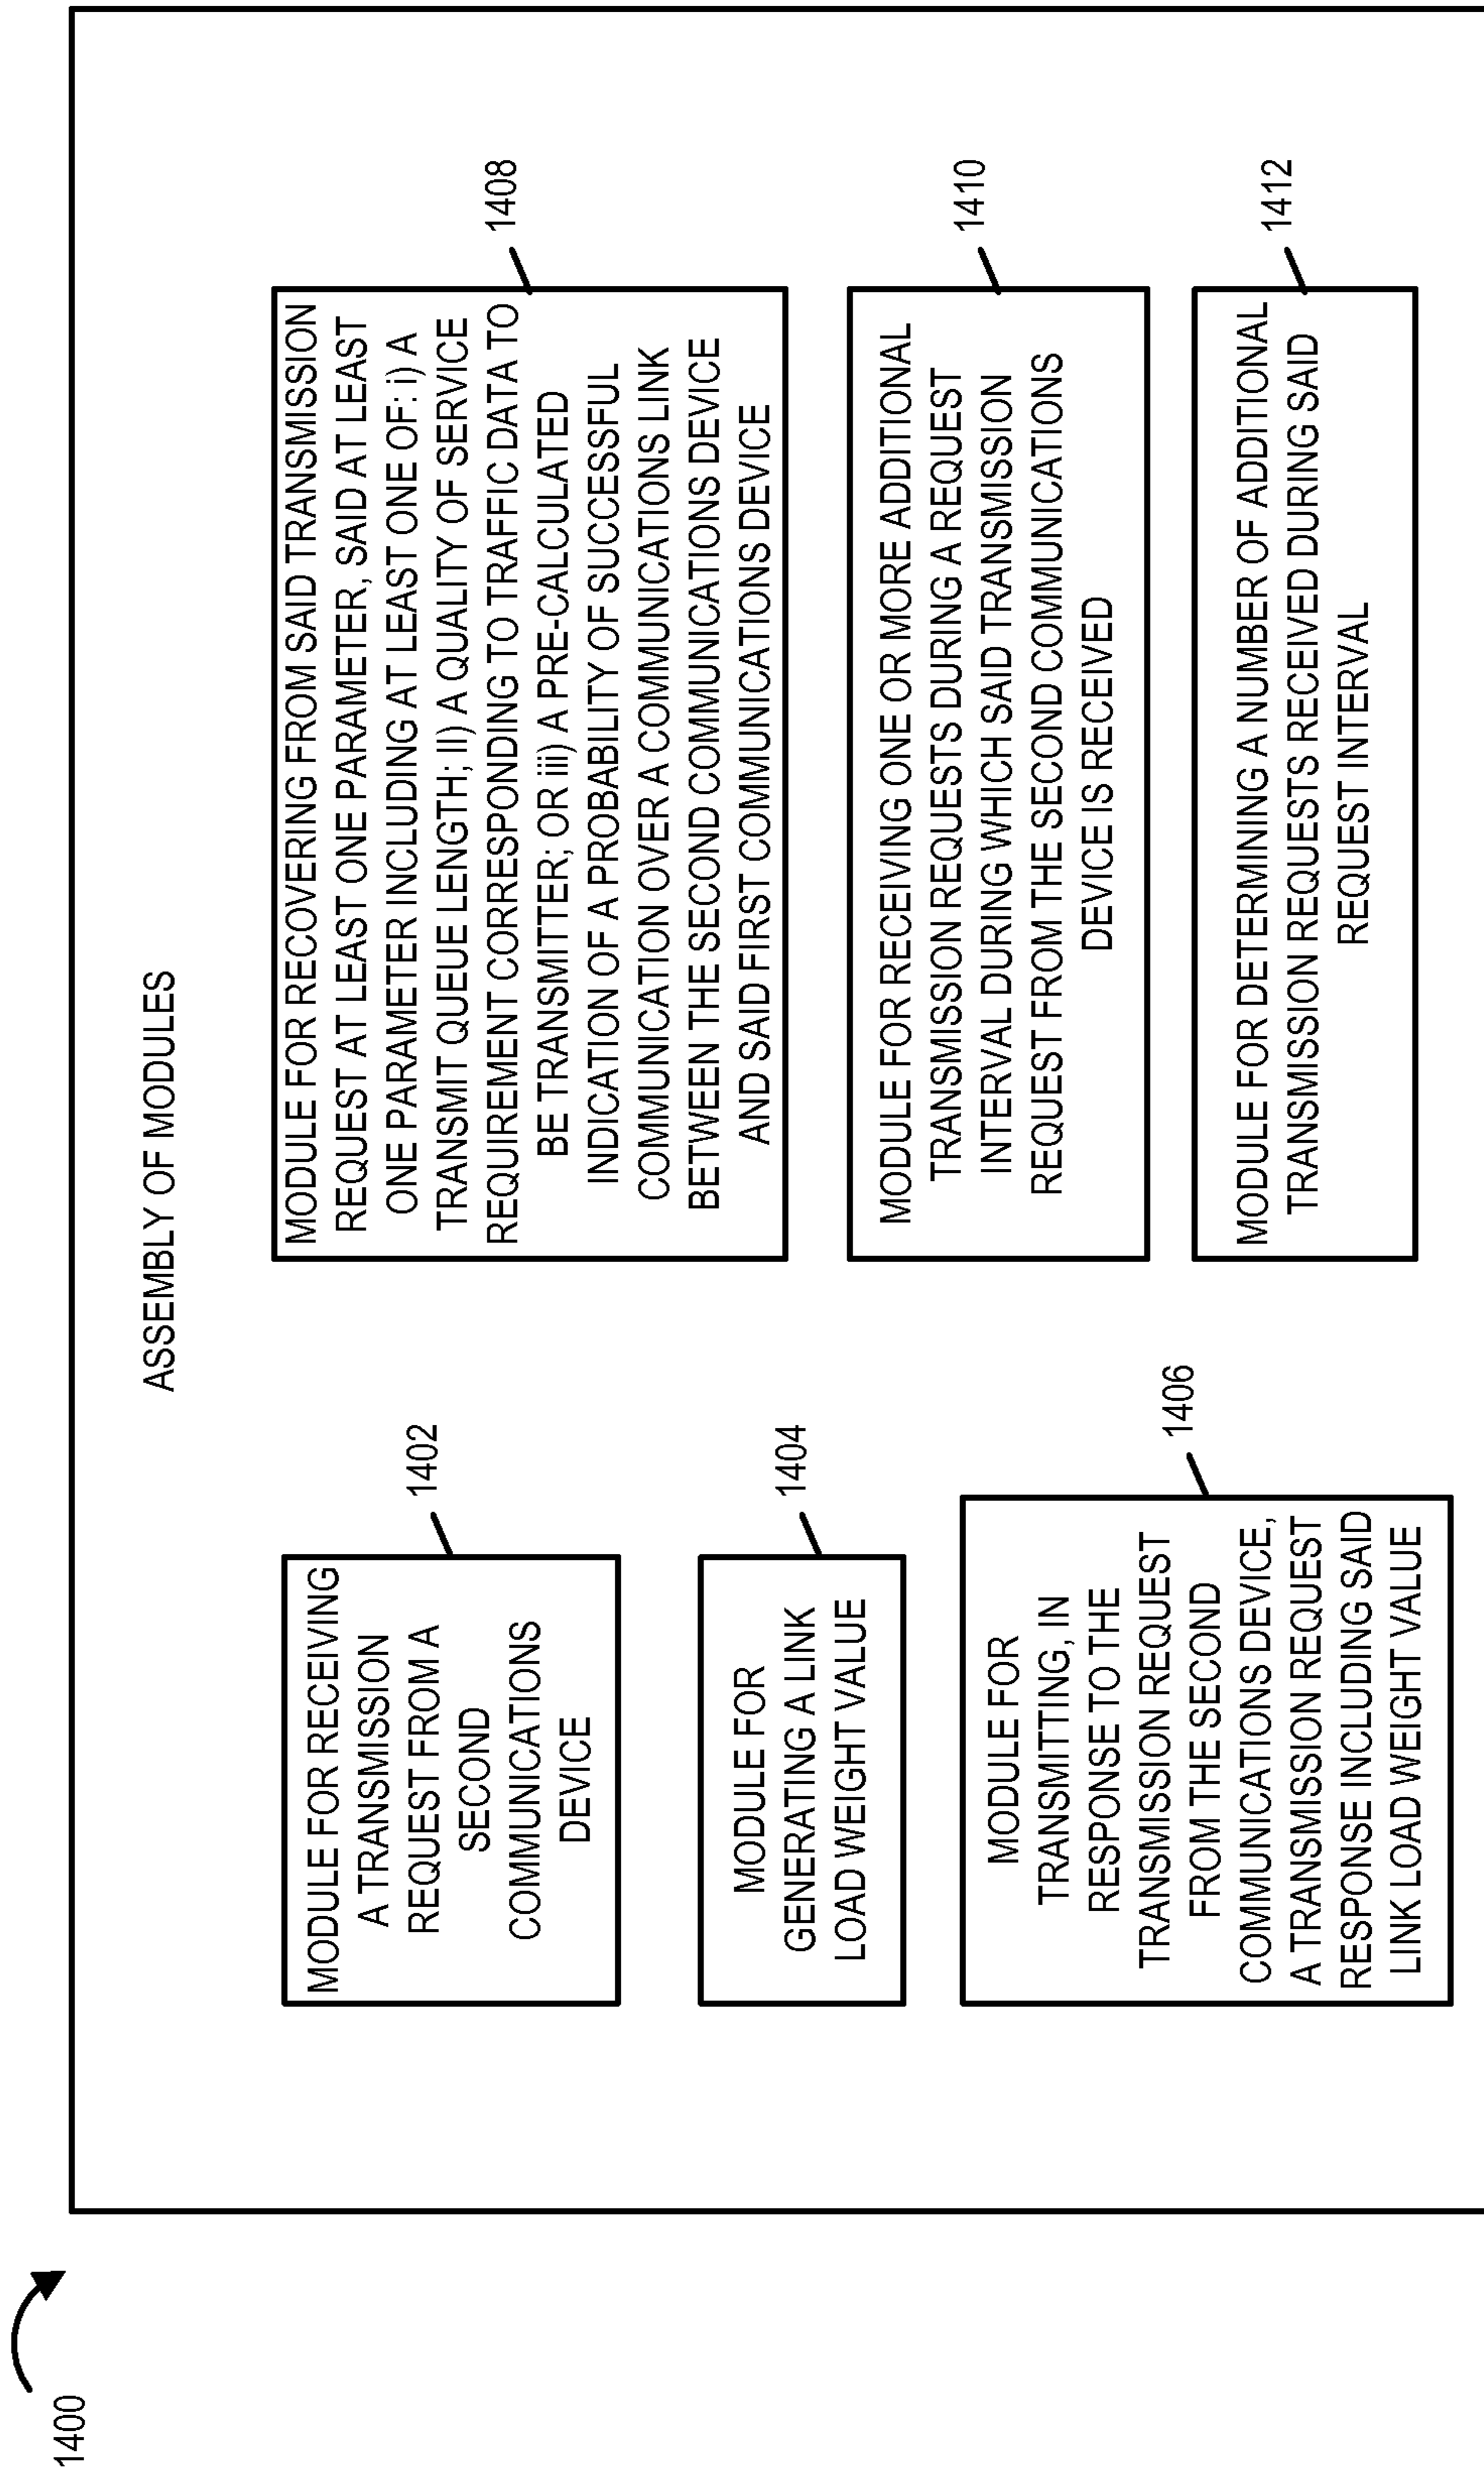 1400
ASSEMBLY OF MODULES
MODULE FOR RECEIVING
A TRANSMISSION
REQUEST FROM A
SECOND
COMMUNICATIONS
DEVICE
1402
MODULE FOR
GENERATING A LINK
LOAD WEIGHT VALUE
1404
MODULE FOR
TRANSMITTING, IN
RESPONSE TO THE
TRANSMISSION REQUEST
FROM THE SECOND
COMMUNICATIONS DEVICE,
A TRANSMISSION REQUEST
RESPONSE INCLUDING SAID
LINK LOAD WEIGHT VALUE
1406
MODULE FOR RECOVERING FROM SAID TRANSMISSION
REQUEST AT LEAST ONE PARAMETER, SAID AT LEAST
ONE PARAMETER INCLUDING AT LEAST ONE OF: i) A
TRANSMIT QUEUE LENGTH; II) A QUALITY OF SERVICE
REQUIREMENT CORRESPONDING TO TRAFFIC DATA TO
BE TRANSMITTER; OR iii) A PRE-CALCULATED
INDICATION OF A PROBABILITY OF SUCCESSFUL
COMMUNICATION OVER A COMMUNICATIONS LINK
BETWEEN THE SECOND COMMUNICATIONS DEVICE
AND SAID FIRST COMMUNICATIONS DEVICE
1408
MODULE FOR RECEIVING ONE OR MORE ADDITIONAL
TRANSMISSION REQUESTS DURING A REQUEST
INTERVAL DURING WHICH SAID TRANSMISSION
REQUEST FROM THE SECOND COMMUNICATIONS
DEVICE IS RECEIVED
1410
MODULE FOR DETERMINING A NUMBER OF ADDITIONAL
TRANSMISSION REQUESTS RECEIVED DURING SAID
REQUEST INTERVAL
1412